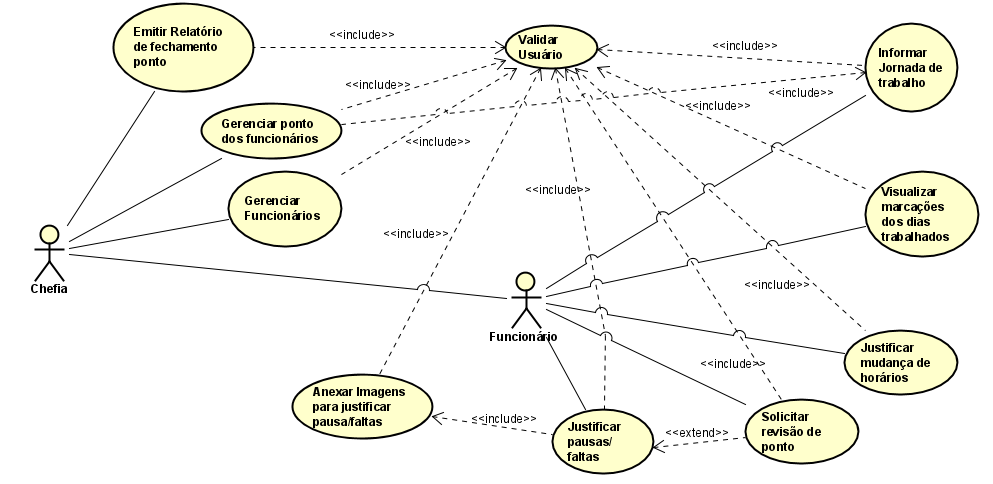 Emitir Relatório
de fechamento
ponto
<<include>>
Validar
Usuário
<<include>>
Informar
Jornada de
trabalho
<<include>>
<<include>>
<<include>>
Gerenciar ponto
dos funcionários
<<include>>
Gerenciar
Funcionários
<<include>>
Visualizar
marcações
dos dias
trabalhados
<<include>>
Chefia
<<include>>
Funcionário
Justificar
mudança de
horários
<<include>>
Anexar Imagens
para justificar
pausa/faltas
<<include>>
Justificar
pausas/
faltas
<<extend>>
Solicitar
revisão de
ponto